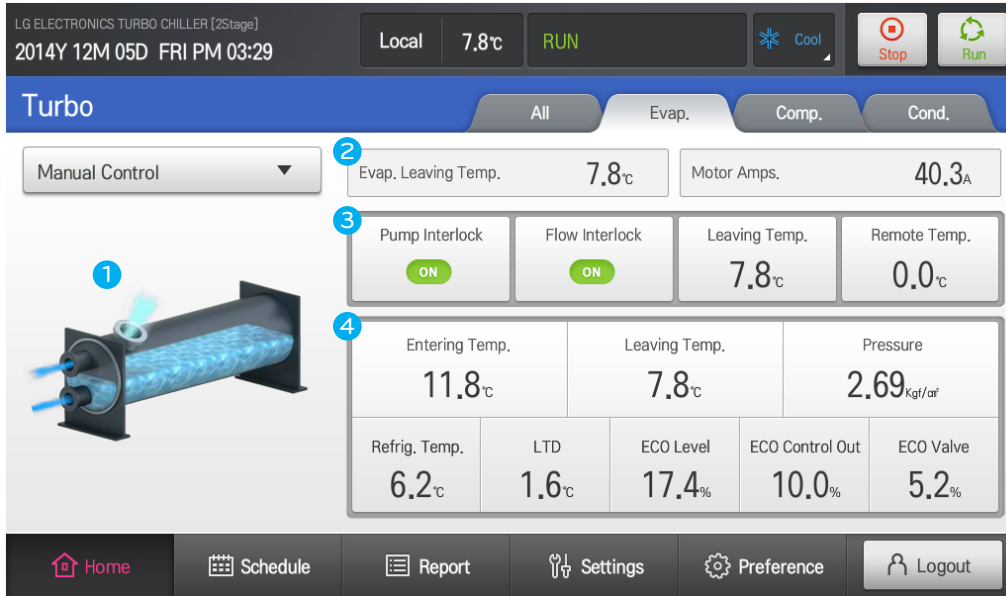 LG ELECTRONICS TURBO CHILLER [2Stage]
2014Y 12M 05D FRI PM 03:29
Local 7.8℃ RUN Cool Stop Run
Turbo All Evap. Comp. Cond.
Manual Control
2
Evap. Leaving Temp. 7.8℃ Motor Amps. 40.3A
3
Pump Interlock Flow Interlock Leaving Temp. Remote Temp.
ON ON 7.8℃ 0.0℃
1
4
Entering Temp. Leaving Temp. Pressure
11.8℃ 7.8℃ 2.69Kgf/㎠
Refrig. Temp. LTD ECO Level ECO Control Out ECO Valve
6.2℃ 1.6℃ 17.4% 10.0% 5.2%
Home Schedule Report Settings Preference Logout